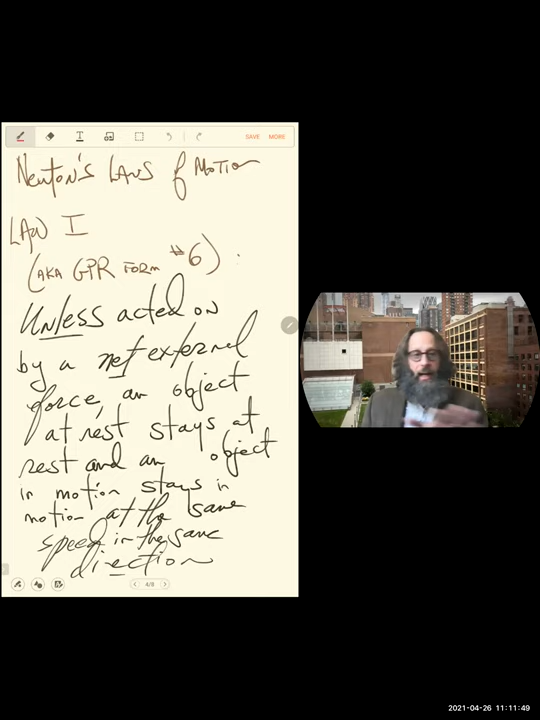 SAVE MORE
Newton's Laws of Motion
LAW I
(AKA GPR FORM #6) :
Unless acted on
by a net external
force, an object
at rest stays at
rest and an object
in motion stays in
motion at the same
speed in the same
direction
4/8
2021-04-26 11:11:49